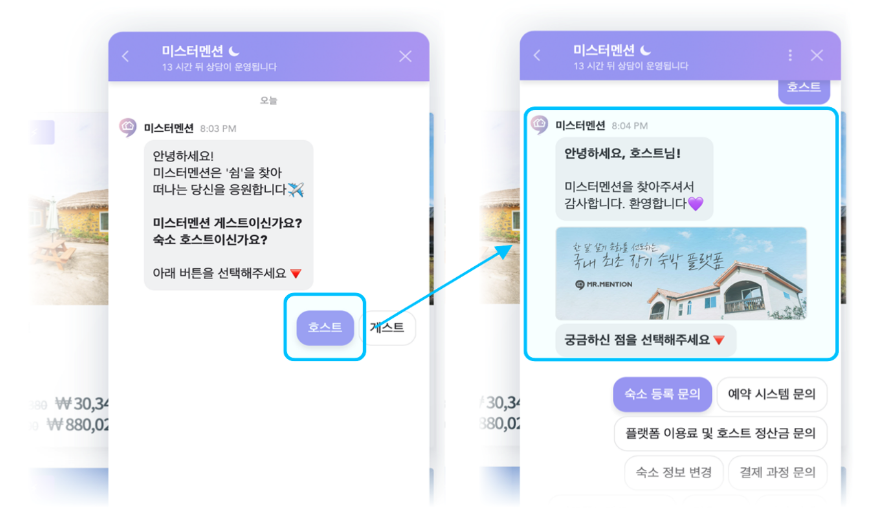 미스터멘션
13 시간 뒤 상담이 운영됩니다
오늘
미스터멘션 8:03 PM
안녕하세요!
미스터멘션은 '쉼'을 찾아
떠나는 당신을 응원합니다✈️
미스터멘션 게스트이신가요?
숙소 호스트이신가요?
아래 버튼을 선택해주세요 🔻
호스트
게스트
₩30,34
₩880,02
미스터멘션
13 시간 뒤 상담이 운영됩니다
호스트
미스터멘션 8:04 PM
안녕하세요, 호스트님!
미스터멘션을 찾아주셔서
감사합니다. 환영합니다💜
한 달 살기 숙소를 선도하는
국내 최초 장기 숙박 플랫폼
MR.MENTION
궁금하신 점을 선택해주세요 🔻
숙소 등록 문의
예약 시스템 문의
플랫폼 이용료 및 호스트 정산금 문의
숙소 정보 변경
결제 과정 문의
30,34
880,02